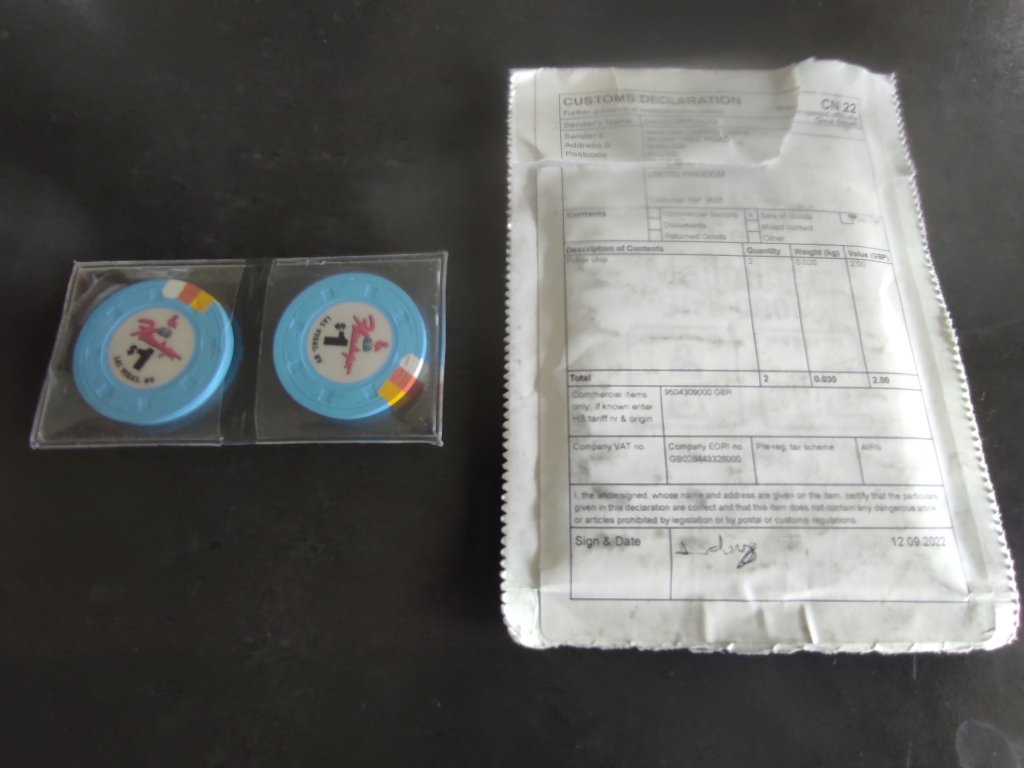 Flamingo
$1
LAS VEGAS, NV
Flamingo
$1
LAS VEGAS, NV
CUSTOMS DECLARATION
CN 22
Sender's Name
Sender's
Address &
Postcode
UNITED KINGDOM
Contents
Commercial Sample
x
Sale of Goods
Documents
Mixed content
Returned Goods
Other
Description of Contents
Quantity
Weight (kg)
Value (GBP)
Poker chip
2
0.020
2.00
Total
2
0.030
2.00
Commercial items
only; if known enter
HS tariff nr & origin
9504309000 GBR
Company VAT no
Company EORI no.
Pre-reg. tax scheme
I, the undersigned, whose name and address are given on the item, certify that the particulars
given in this declaration are correct and that this item does not contain any dangerous article
or articles prohibited by legislation or by postal or customs regulations
Sign & Date
12.09.2022